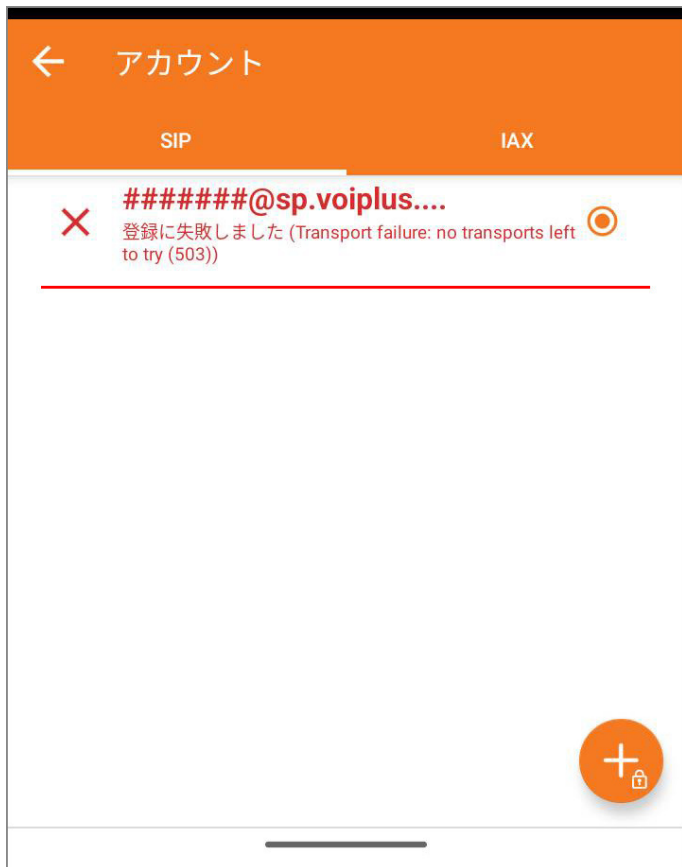 アカウント
SIP
IAX
#######@sp.voiplus....
登録に失敗しました (Transport failure: no transports left
to try (503))